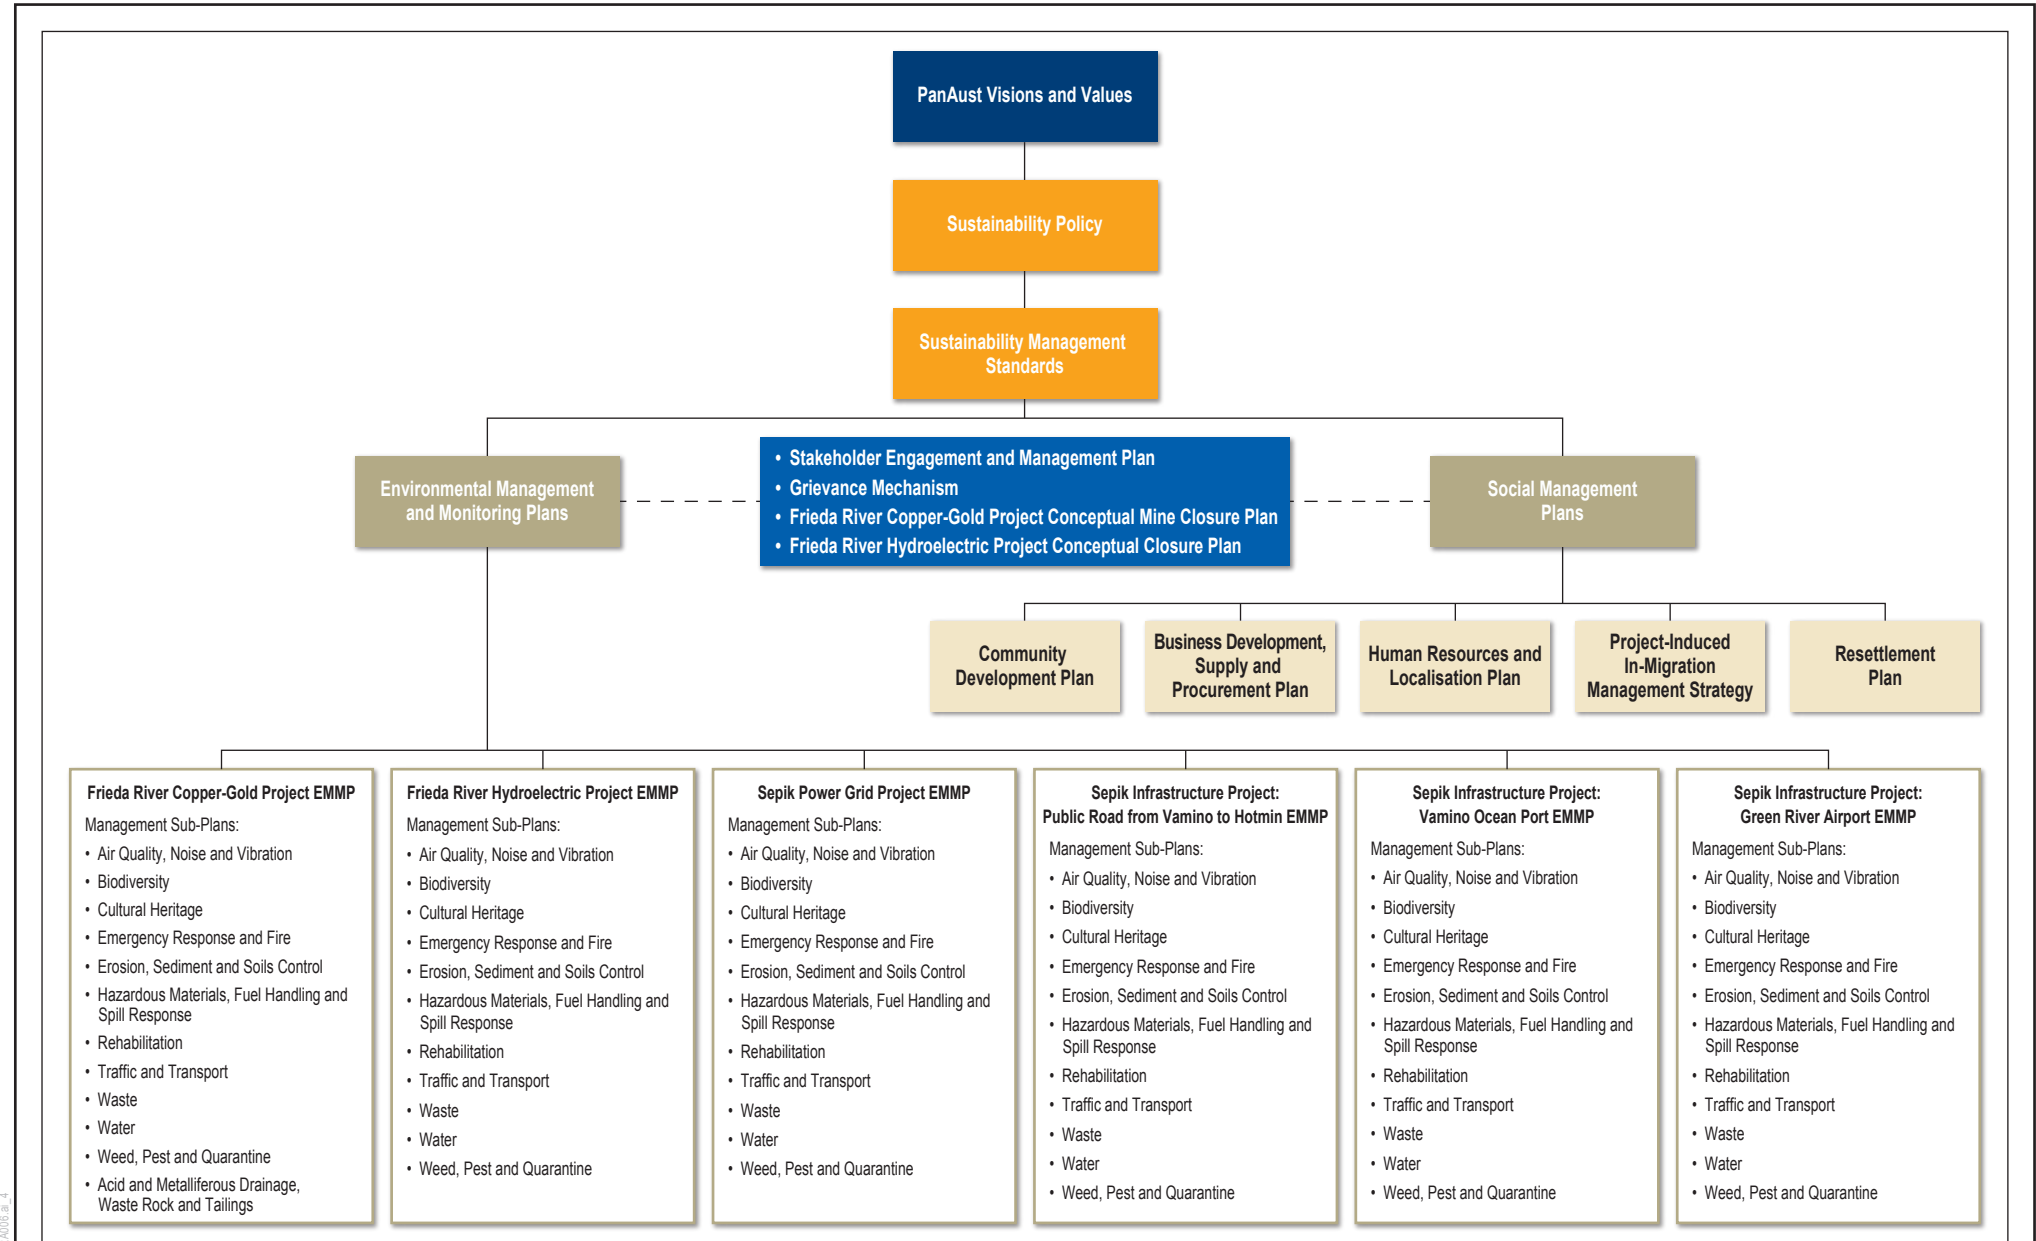 PanAust Visions and Values
Sustainability Policy
Sustainability Management
Standards
Environmental Management
and Monitoring Plans
• Stakeholder Engagement and Management Plan
• Grievance Mechanism
• Frieda River Copper-Gold Project Conceptual Mine Closure Plan
• Frieda River Hydroelectric Project Conceptual Closure Plan
Social Management
Plans
Community
Development Plan
Business Development,
Supply and
Procurement Plan
Human Resources and
Localisation Plan
Project-Induced
In-Migration
Management Strategy
Resettlement
Plan
Frieda River Copper-Gold Project EMMP
Management Sub-Plans:
• Air Quality, Noise and Vibration
• Biodiversity
• Cultural Heritage
• Emergency Response and Fire
• Erosion, Sediment and Soils Control
• Hazardous Materials, Fuel Handling and
Spill Response
• Rehabilitation
• Traffic and Transport
• Waste
• Water
• Weed, Pest and Quarantine
• Acid and Metalliferous Drainage,
Waste Rock and Tailings
Frieda River Hydroelectric Project EMMP
Management Sub-Plans:
• Air Quality, Noise and Vibration
• Biodiversity
• Cultural Heritage
• Emergency Response and Fire
• Erosion, Sediment and Soils Control
• Hazardous Materials, Fuel Handling and
Spill Response
• Rehabilitation
• Traffic and Transport
• Waste
• Water
• Weed, Pest and Quarantine
Sepik Power Grid Project EMMP
Management Sub-Plans:
• Air Quality, Noise and Vibration
• Biodiversity
• Cultural Heritage
• Emergency Response and Fire
• Erosion, Sediment and Soils Control
• Hazardous Materials, Fuel Handling and
Spill Response
• Rehabilitation
• Traffic and Transport
• Waste
• Water
• Weed, Pest and Quarantine
Sepik Infrastructure Project:
Public Road from Vamino to Hotmin EMMP
Management Sub-Plans:
• Air Quality, Noise and Vibration
• Biodiversity
• Cultural Heritage
• Emergency Response and Fire
• Erosion, Sediment and Soils Control
• Hazardous Materials, Fuel Handling and
Spill Response
• Rehabilitation
• Traffic and Transport
• Waste
• Water
• Weed, Pest and Quarantine
Sepik Infrastructure Project:
Vamino Ocean Port EMMP
Management Sub-Plans:
• Air Quality, Noise and Vibration
• Biodiversity
• Cultural Heritage
• Emergency Response and Fire
• Erosion, Sediment and Soils Control
• Hazardous Materials, Fuel Handling and
Spill Response
• Rehabilitation
• Traffic and Transport
• Waste
• Water
• Weed, Pest and Quarantine
Sepik Infrastructure Project:
Green River Airport EMMP
Management Sub-Plans:
• Air Quality, Noise and Vibration
• Biodiversity
• Cultural Heritage
• Emergency Response and Fire
• Erosion, Sediment and Soils Control
• Hazardous Materials, Fuel Handling and
Spill Response
• Rehabilitation
• Traffic and Transport
• Waste
• Water
• Weed, Pest and Quarantine